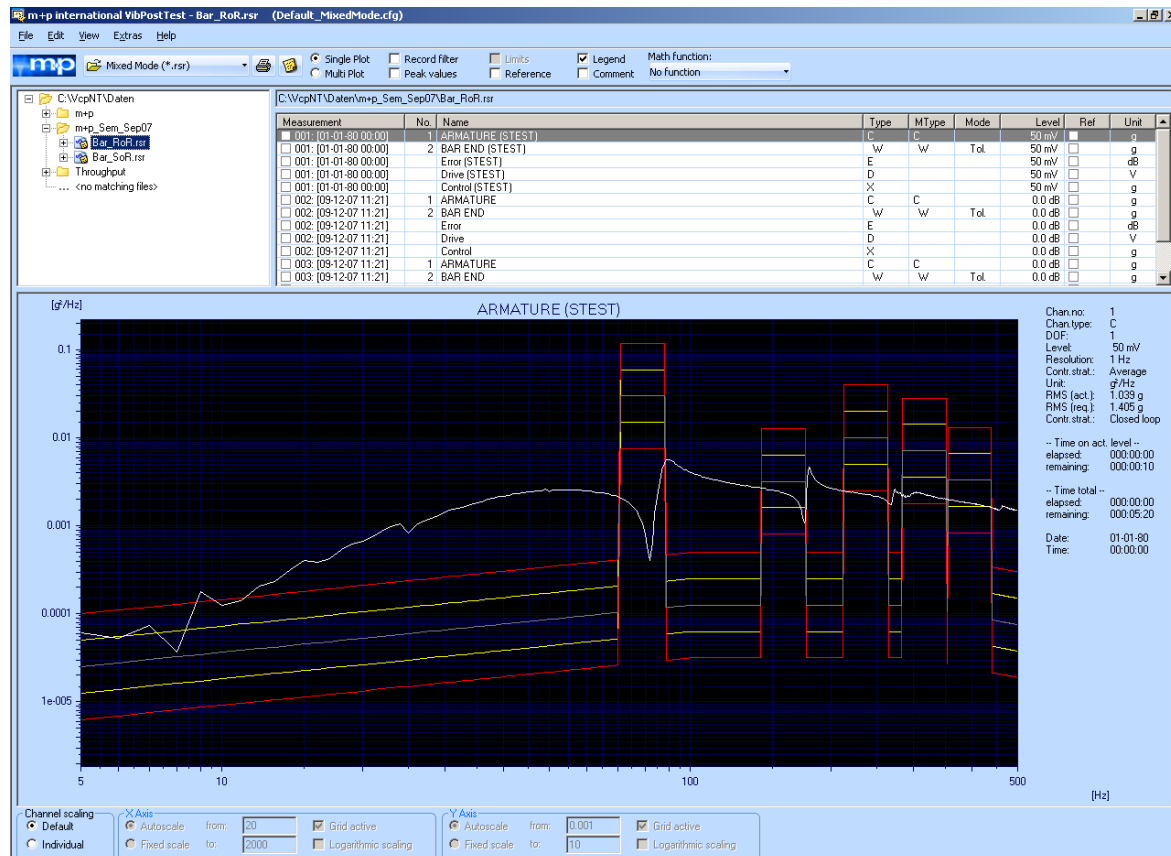 m+p international VibPostTest - Bar_RoR.rsr (Default_MixedMode.cfg)
File Edit View Extras Help
mp Mixed Mode (*.rsr) Single Plot Record filter Limits Legend Math function:
Multi Plot Peak values Reference Comment No function
C:\VcpNT\Daten
m+p
m+p_Sem_Sep07
Bar_RoR.rsr
Bar_SoR.rsr
Throughput
... <no matching files>
C:\VcpNT\Daten\m+p_Sem_Sep07\Bar_RoR.rsr
Measurement No. Name Type MType Mode Level Ref Unit
001: [01-01-80 00:00] 1 ARMATURE (STEST) C C 50 mV g
001: [01-01-80 00:00] 2 BAR END (STEST) W W Tol. 50 mV g
001: [01-01-80 00:00] Error (STEST) E 50 mV dB
001: [01-01-80 00:00] Drive (STEST) D 50 mV V
001: [01-01-80 00:00] Control (STEST) X 50 mV g
002: [09-12-07 11:21] 1 ARMATURE C C 0.0 dB g
002: [09-12-07 11:21] 2 BAR END W W Tol. 0.0 dB g
002: [09-12-07 11:21] Error E 0.0 dB dB
002: [09-12-07 11:21] Drive D 0.0 dB V
002: [09-12-07 11:21] Control X 0.0 dB g
003: [09-12-07 11:21] 1 ARMATURE C C 0.0 dB g
003: [09-12-07 11:21] 2 BAR END W W Tol. 0.0 dB g
[g²/Hz]
ARMATURE (STEST)
0.1
0.01
0.001
0.0001
1e-005
5 10 100 500
[Hz]
Chan.no: 1
Chan.type: C
DOF: 1
Level: 50 mV
Resolution: 1 Hz
Contr.strat.: Average
Unit: g²/Hz
RMS (act.): 1.039 g
RMS (req.): 1.405 g
Contr.strat.: Closed loop
-- Time on act. level --
elapsed: 000:00:00
remaining: 000:00:10
-- Time total --
elapsed: 000:00:00
remaining: 000:05:20
Date: 01-01-80
Time: 00:00:00
Channel scaling X Axis Y Axis
Default Autoscale from: 20 Grid active Autoscale from: 0.001 Grid active
Individual Fixed scale to: 2000 Logarithmic scaling Fixed scale to: 10 Logarithmic scaling